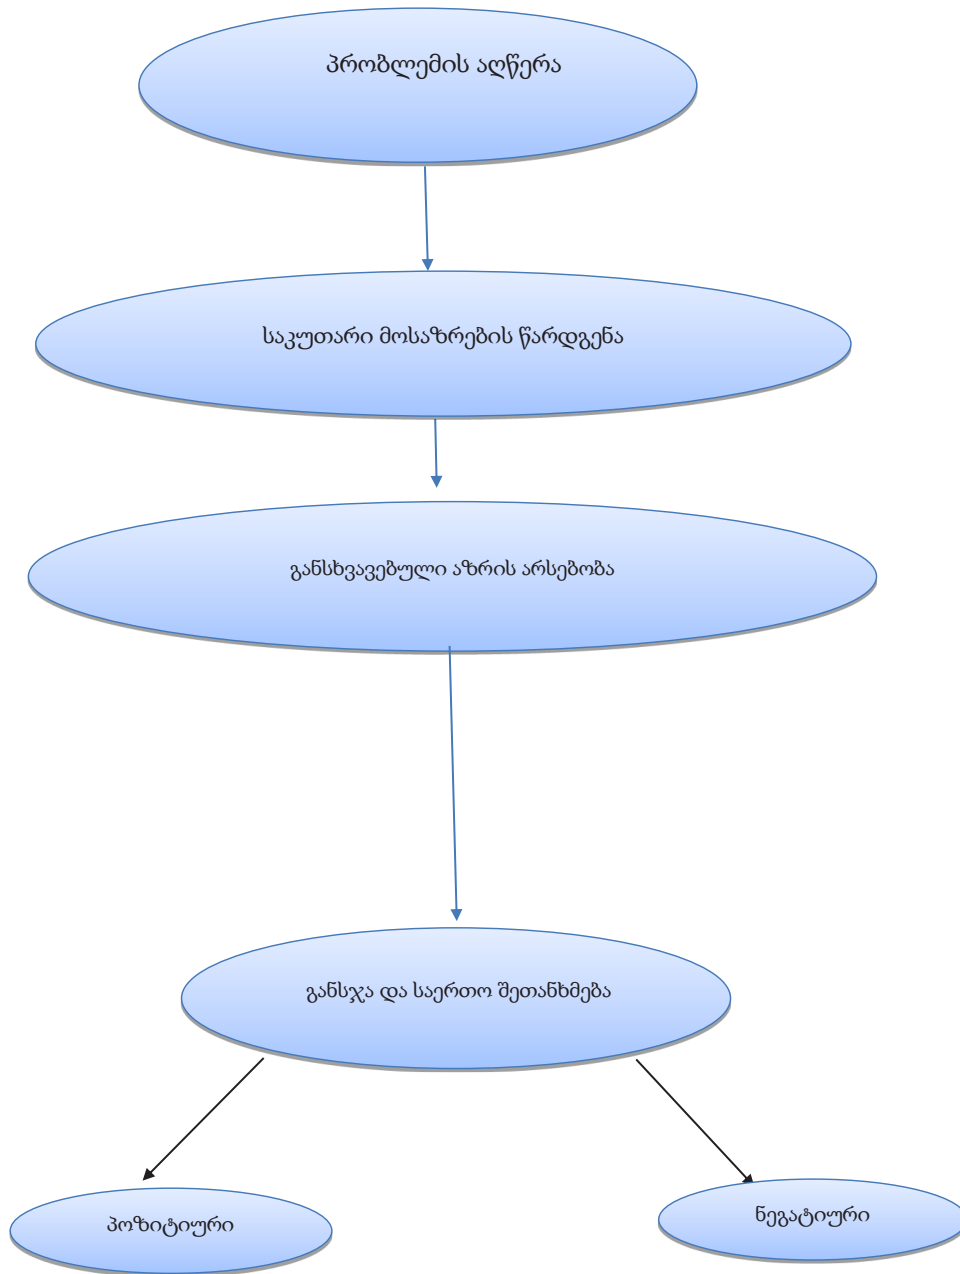 პრობლემის აღწერა
საკუთარი მოსაზრების წარდგენა
განსხვავებული აზრის არსებობა
განსჯა და საერთო შეთანხმება
პოზიტიური
ნეგატიური